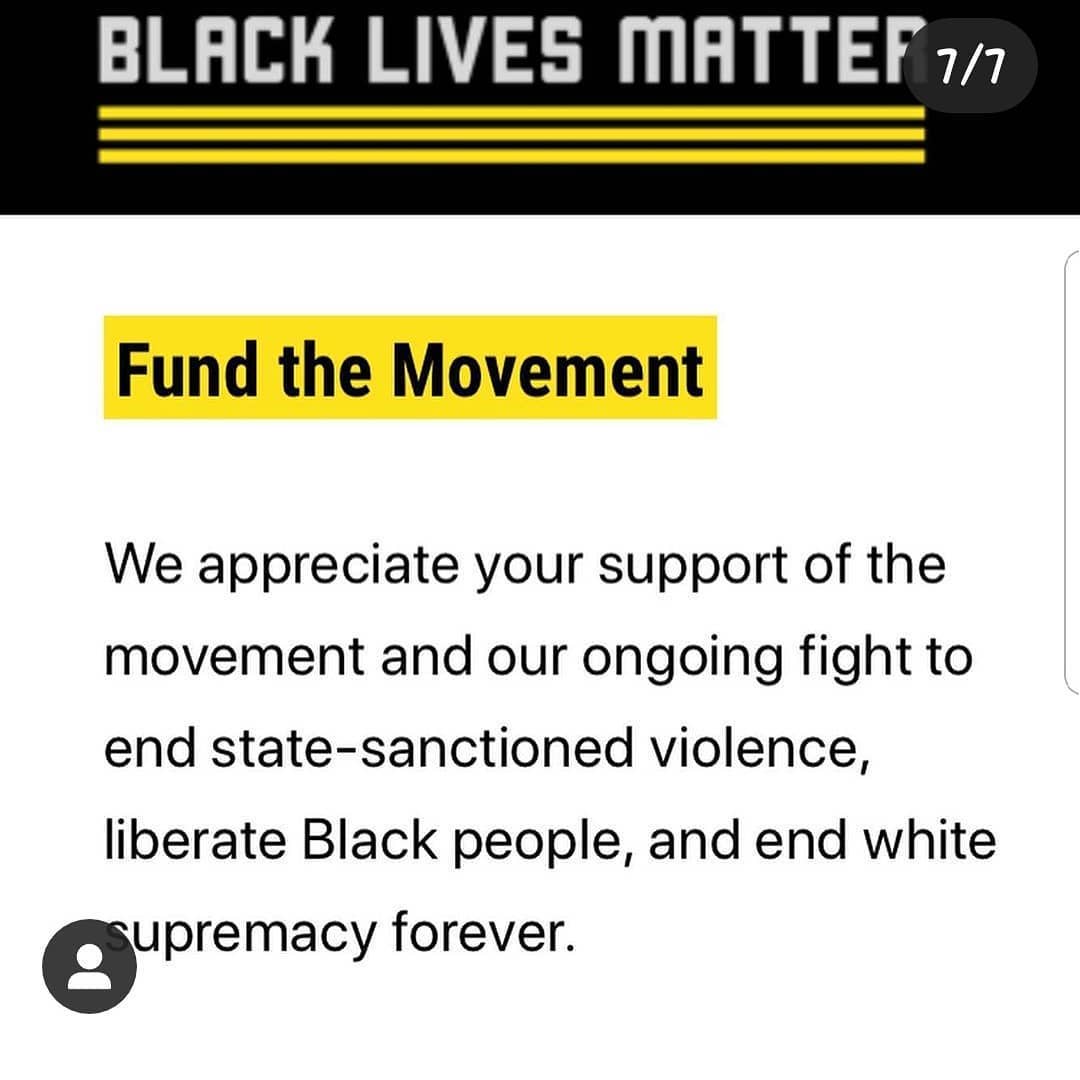 BLACK LIVES MATTER
7/7
Fund the Movement
We appreciate your support of the
movement and our ongoing fight to
end state-sanctioned violence,
liberate Black people, and end white
supremacy forever.